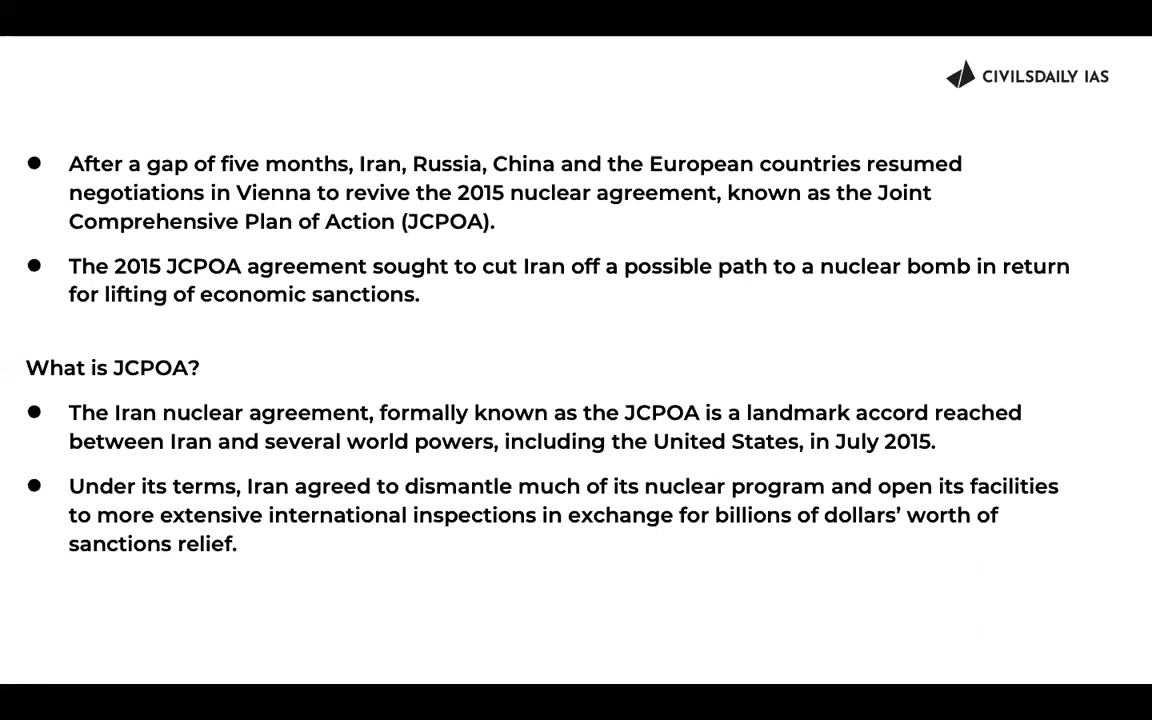 CIVILSDAILY IAS
● After a gap of five months, Iran, Russia, China and the European countries resumed
negotiations in Vienna to revive the 2015 nuclear agreement, known as the Joint
Comprehensive Plan of Action (JCPOA).
● The 2015 JCPOA agreement sought to cut Iran off a possible path to a nuclear bomb in return
for lifting of economic sanctions.
What is JCPOA?
● The Iran nuclear agreement, formally known as the JCPOA is a landmark accord reached
between Iran and several world powers, including the United States, in July 2015.
● Under its terms, Iran agreed to dismantle much of its nuclear program and open its facilities
to more extensive international inspections in exchange for billions of dollars’ worth of
sanctions relief.